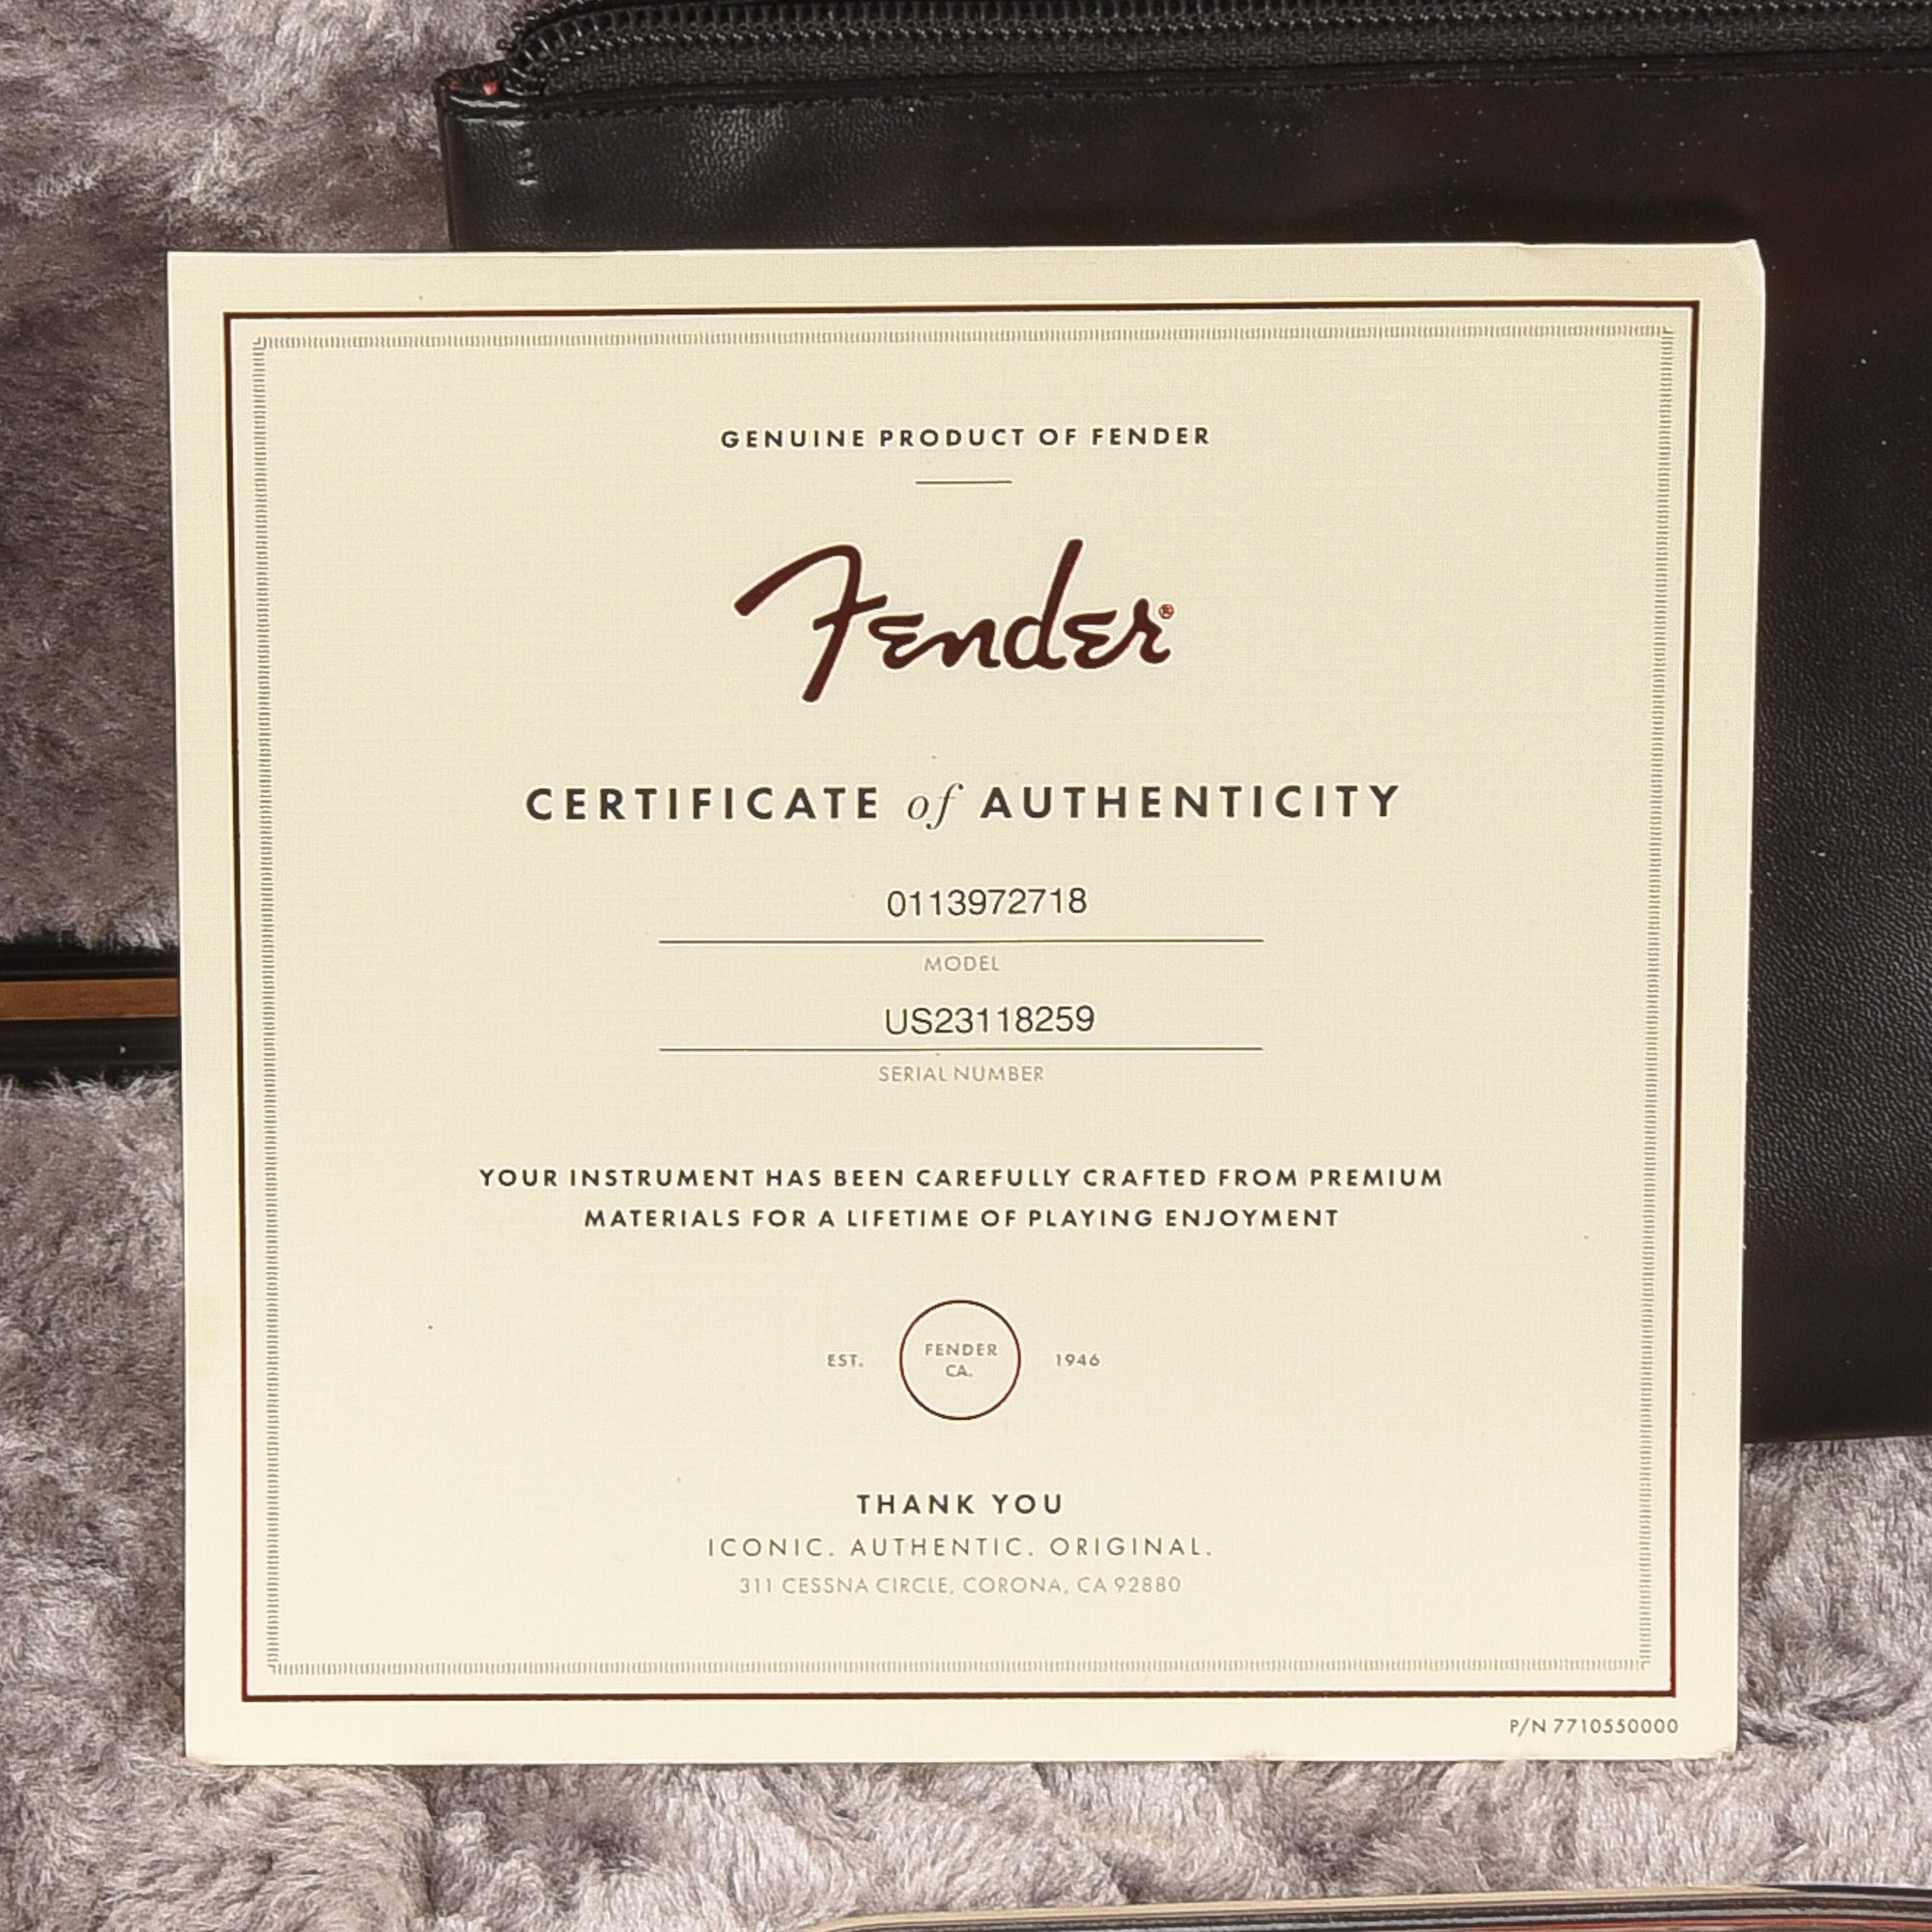 GENUINE PRODUCT OF FENDER
Fender®
CERTIFICATE of AUTHENTICITY
0113972718
MODEL
US23118259
SERIAL NUMBER
YOUR INSTRUMENT HAS BEEN CAREFULLY CRAFTED FROM PREMIUM
MATERIALS FOR A LIFETIME OF PLAYING ENJOYMENT
EST. FENDER CA. 1946
THANK YOU
ICONIC. AUTHENTIC. ORIGINAL.
311 CESSNA CIRCLE, CORONA, CA 92880
P/N 7710550000